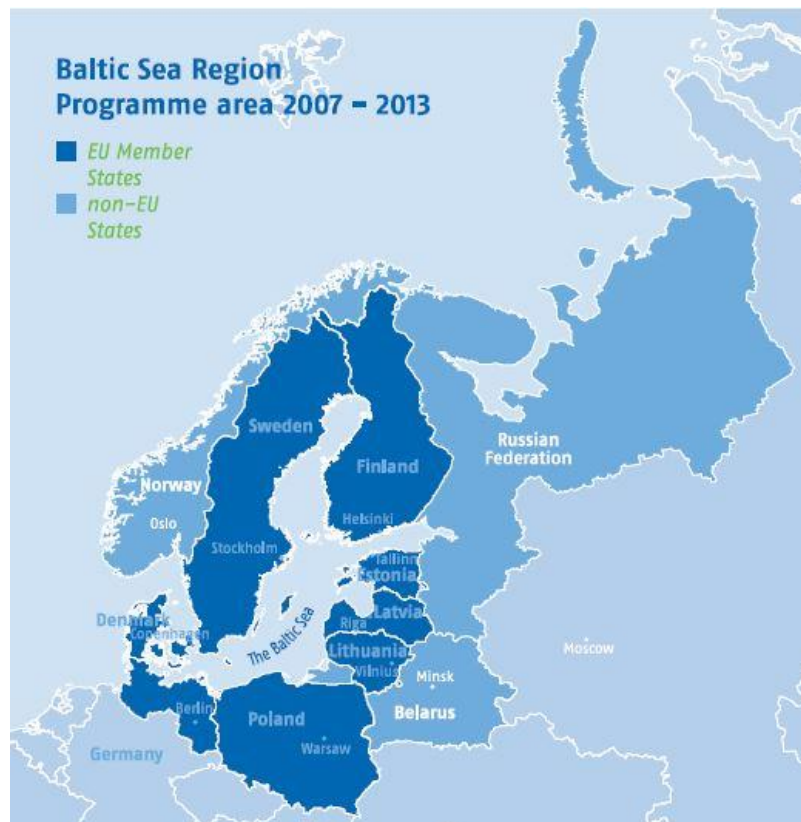 Baltic Sea Region
Programme area 2007 – 2013
EU Member
States
non-EU
States
Sweden
Finland
Russian
Federation
Norway
Oslo
Helsinki
Stockholm
Tallinn
Estonia
Denmark
Copenhagen
The Baltic Sea
Riga
Latvia
Lithuania
Vilnius
Moscow
Minsk
Belarus
Berlin
Poland
Warsaw
Germany